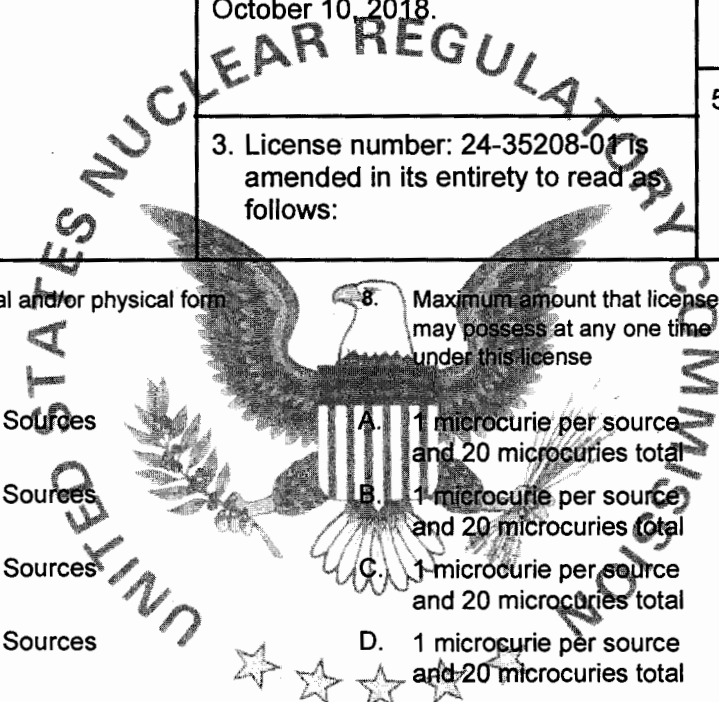 October 10, 2018.
5
3. License number: 24-35208-01 is
amended in its entirety to read as
follows:
al and/or physical form
8. Maximum amount that license
may possess at any one time
under this license
Sources
A. 1 microcurie per source
and 20 microcuries total
Sources
B. 1 microcurie per source
and 20 microcuries total
Sources
C. 1 microcurie per source
and 20 microcuries total
Sources
D. 1 microcurie per source
and 20 microcuries total
UNITED STATES NUCLEAR REGULATORY COMMISSION